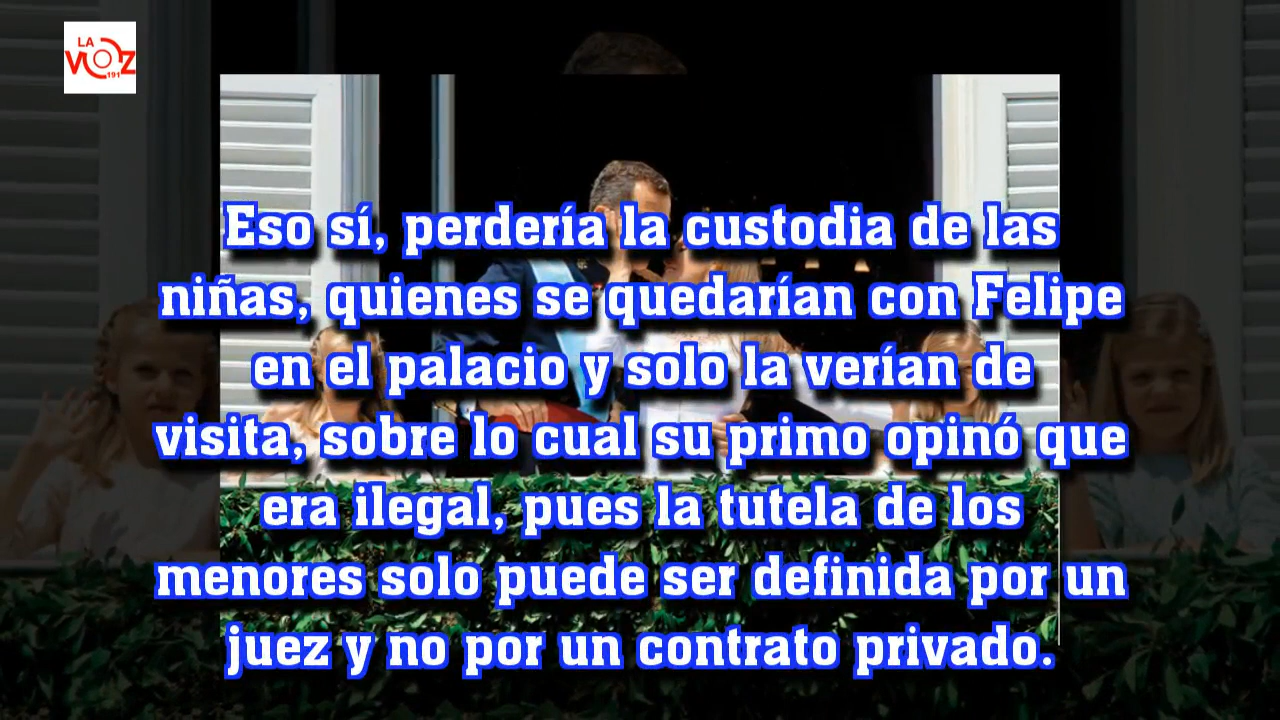 LA
VOZ
191
Eso sí, perdería la custodia de las
niñas, quienes se quedarían con Felipe
en el palacio y solo la verían de
visita, sobre lo cual su primo opinó que
era ilegal, pues la tutela de los
menores solo puede ser definida por un
juez y no por un contrato privado.